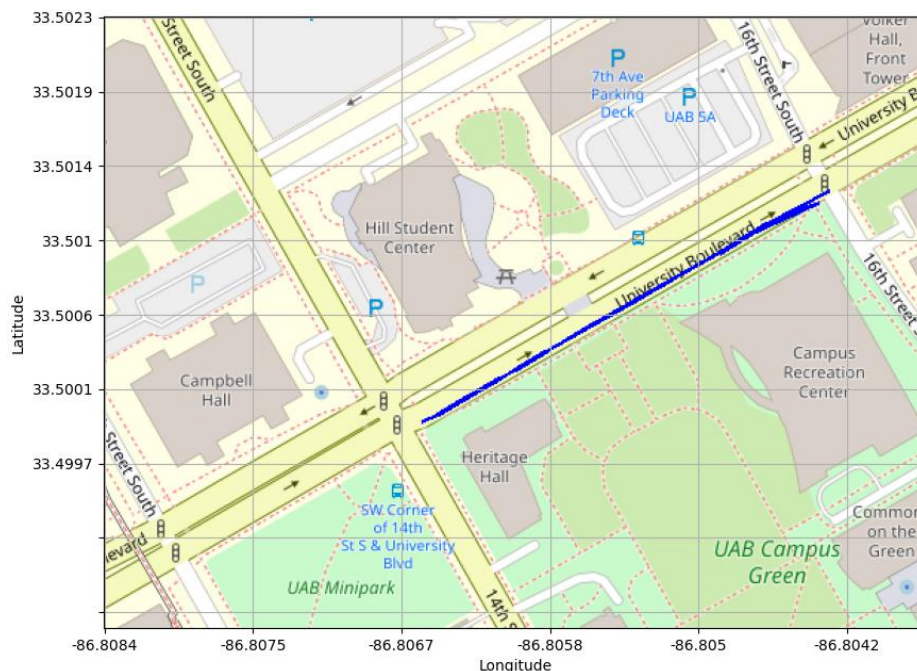 33.5023
33.5019
33.5014
33.501
33.5006
33.5001
33.4997
Latitude
-86.8084
-86.8075
-86.8067
-86.8058
-86.805
-86.8042
Longitude
Street South
16th Street South
Volker
Hall,
Front
Tower
P
7th Ave
Parking
Deck
P
UAB 5A
University Bo
Hill Student
Center
P
P
University Boulevard
16th Street S
Campbell
Hall
Campus
Recreation
Center
Street South
Heritage
Hall
SW Corner
of 14th
St S & University
Blvd
levard
UAB Minipark
14th S
UAB Campus
Green
Common
on the
Green